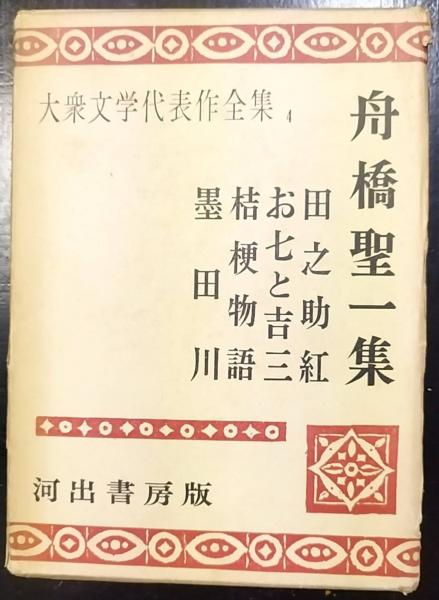 大衆文学代表作全集 4
舟橋聖一集
田之助紅
お七と吉三
桔梗物語
墨田川
河出書房版